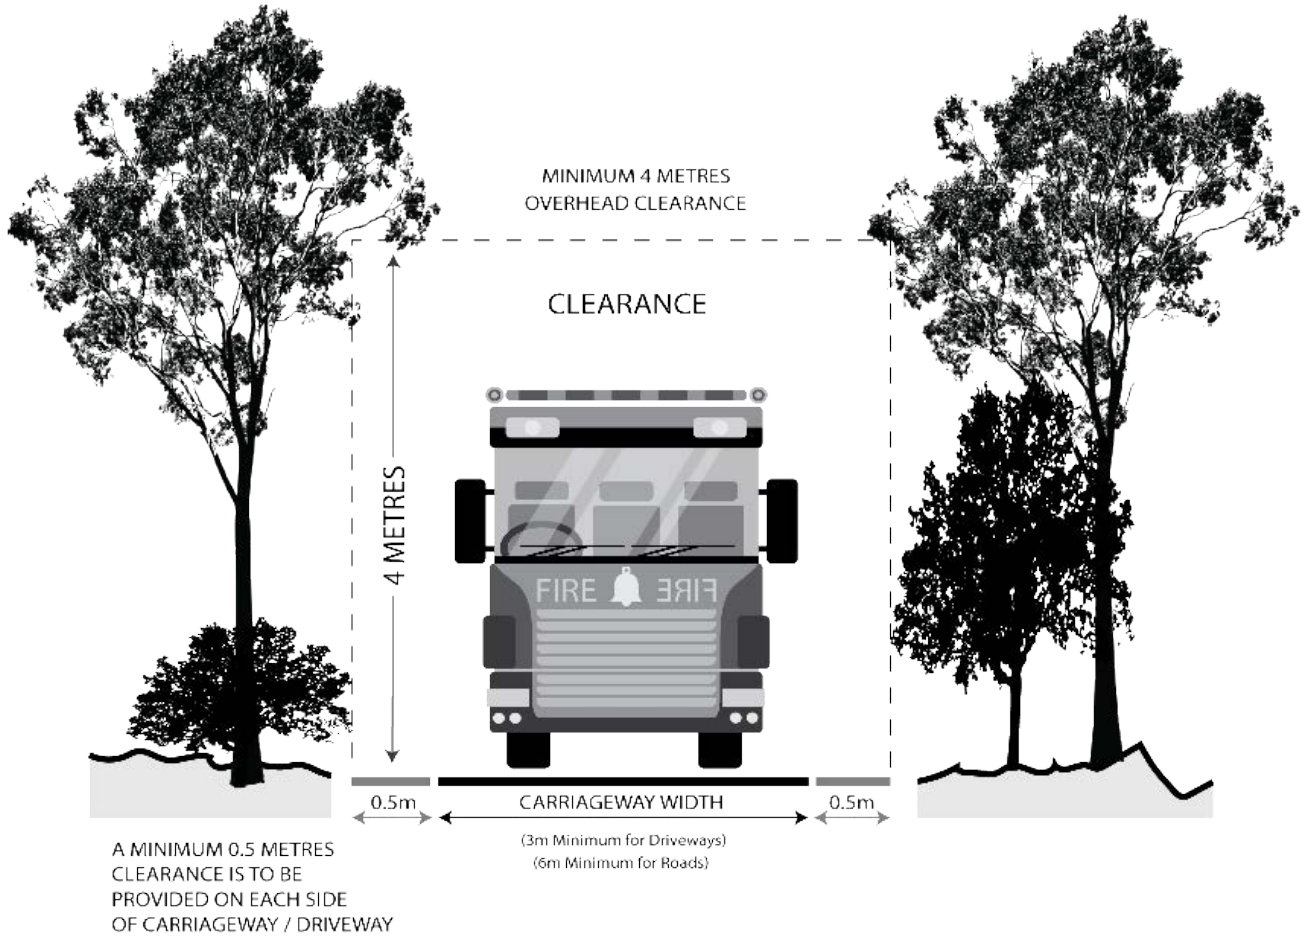 MINIMUM 4 METRES
OVERHEAD CLEARANCE
CLEARANCE
4 METRES
FIRE FIRE
0.5m
CARRIAGEWAY WIDTH
0.5m
(3m Minimum for Driveways)
(6m Minimum for Roads)
A MINIMUM 0.5 METRES
CLEARANCE IS TO BE
PROVIDED ON EACH SIDE
OF CARRIAGEWAY / DRIVEWAY